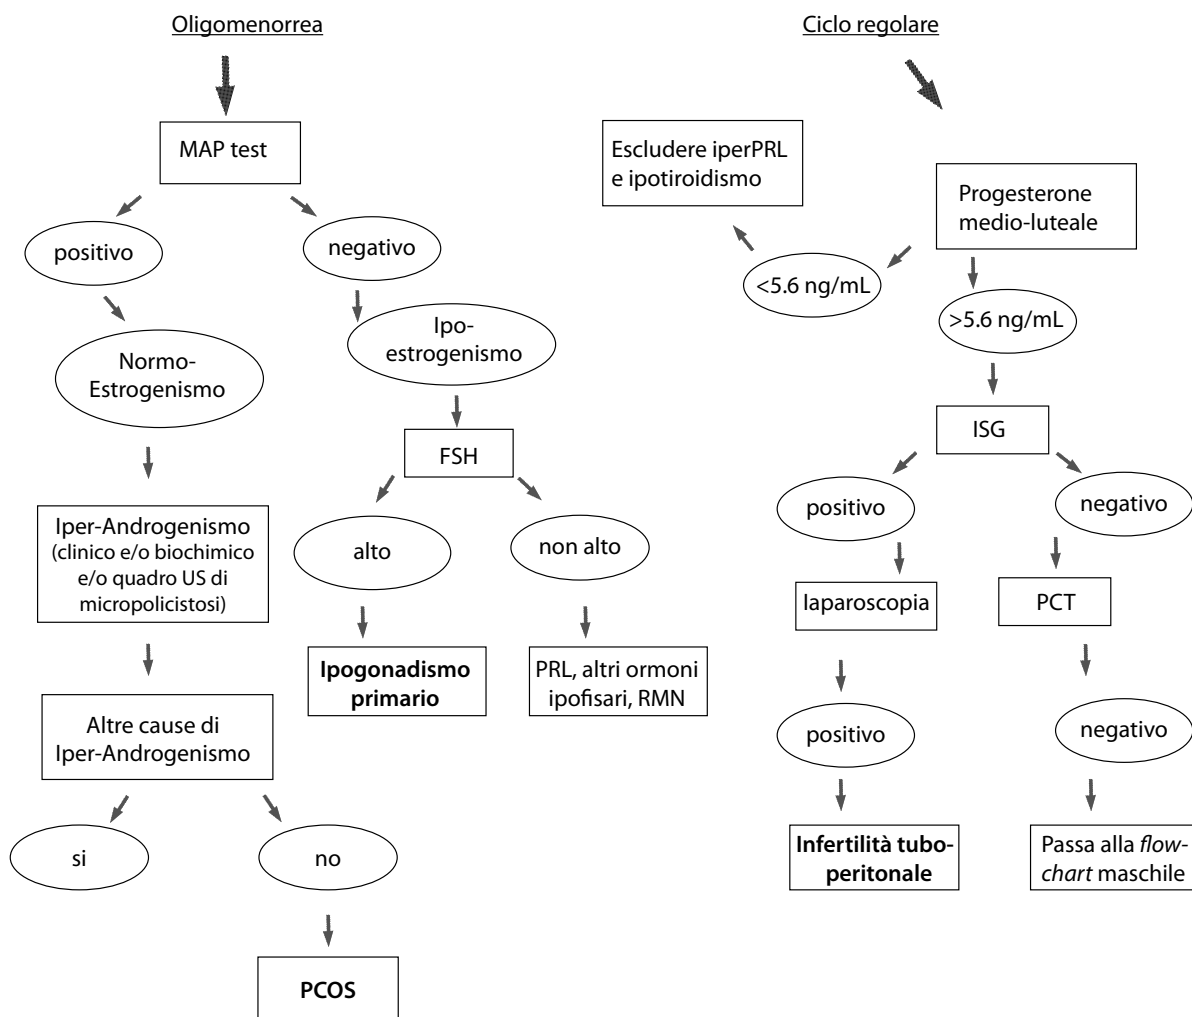 Oligomenorrea
MAP test
positivo
negativo
Normo-
Estrogenismo
Ipo-
estrogenismo
FSH
Iper-Androgenismo
(clinico e/o biochimico
e/o quadro US di
micropolicistosi)
alto
non alto
Ipogonadismo
primario
PRL, altri ormoni
ipofisari, RMN
Altre cause di
Iper-Androgenismo
si
no
PCOS
Ciclo regolare
Escludere iperPRL
e ipotiroidismo
Progesterone
medio-luteale
<5.6 ng/mL
>5.6 ng/mL
ISG
positivo
negativo
laparoscopia
PCT
positivo
negativo
Infertilità tubo-
peritonale
Passa alla flow-
chart maschile